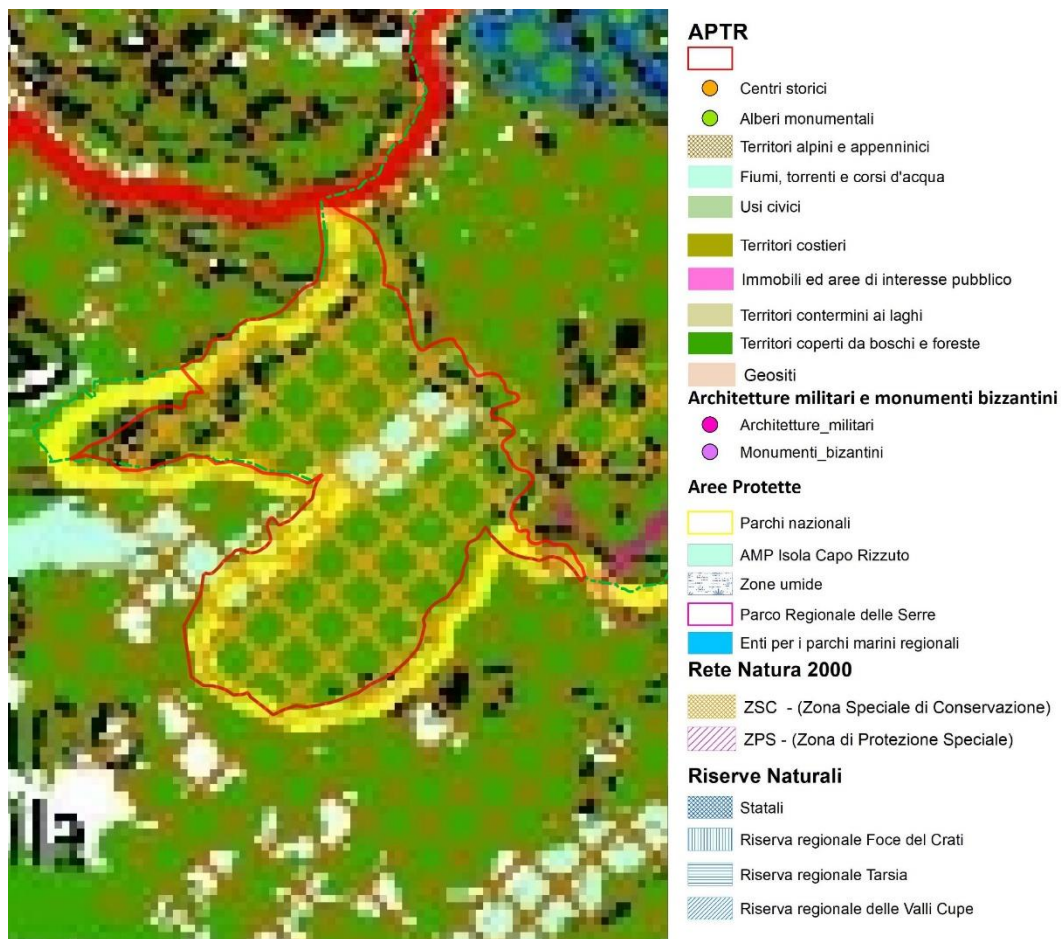 APTR
Centri storici
Alberi monumentali
Territori alpini e appenninici
Fiumi, torrenti e corsi d'acqua
Usi civici
Territori costieri
Immobili ed aree di interesse pubblico
Territori contermini ai laghi
Territori coperti da boschi e foreste
Geositi
Architetture militari e monumenti bizzantini
Architetture_militari
Monumenti_bizantini
Aree Protette
Parchi nazionali
AMP Isola Capo Rizzuto
Zone umide
Parco Regionale delle Serre
Enti per i parchi marini regionali
Rete Natura 2000
ZSC - (Zona Speciale di Conservazione)
ZPS - (Zona di Protezione Speciale)
Riserve Naturali
Statali
Riserva regionale Foce del Crati
Riserva regionale Tarsia
Riserva regionale delle Valli Cupe